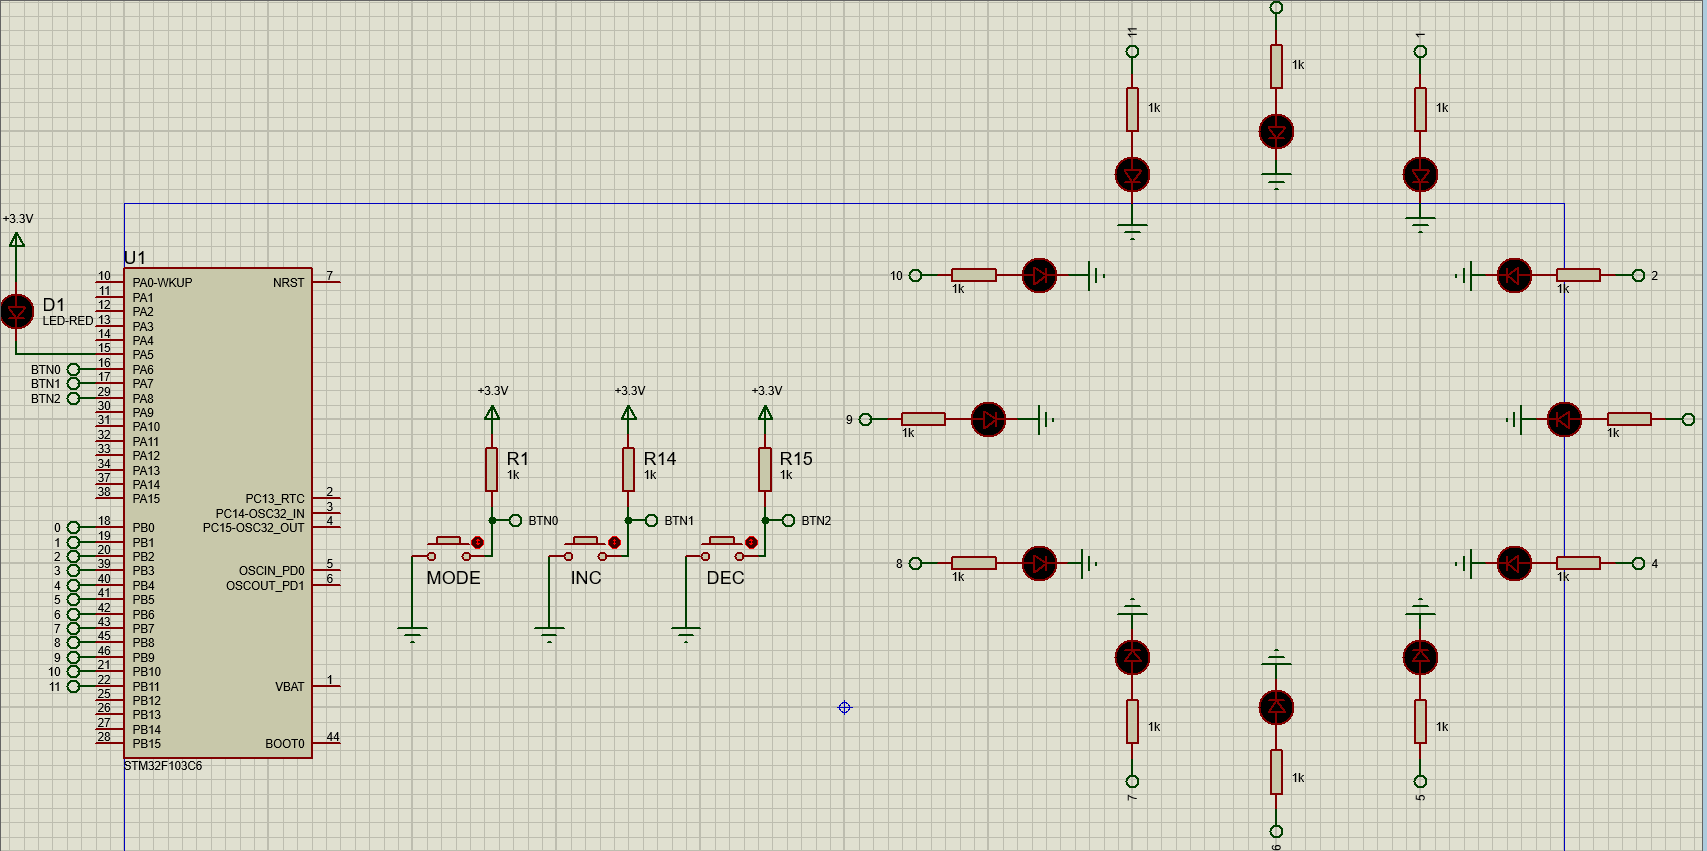 11
1
1k
1k
1k
+3.3V
U1
D1
LED-RED
10 PA0-WKUP NRST 7
11 PA1
12 PA2
13 PA3
14 PA4
15 PA5
BTN0 16 PA6
BTN1 17 PA7
BTN2 29 PA8
30 PA9
31 PA10
32 PA11
33 PA12
34 PA13
37 PA14
38 PA15 PC13_RTC 2
PC14-OSC32_IN 3
0 18 PB0 PC15-OSC32_OUT 4
1 19 PB1
2 20 PB2
3 39 PB3 OSCIN_PD0 5
4 40 PB4 OSCOUT_PD1 6
5 41 PB5
6 42 PB6
7 43 PB7
8 45 PB8
9 46 PB9
10 21 PB10
11 22 PB11 VBAT 1
25 PB12
26 PB13
27 PB14
28 PB15 BOOT0 44
STM32F103C6
+3.3V
R1
1k
BTN0
MODE
+3.3V
R14
1k
BTN1
INC
+3.3V
R15
1k
BTN2
DEC
10
1k
2
1k
9
1k
1k
8
1k
4
1k
1k
7
1k
6
1k
5